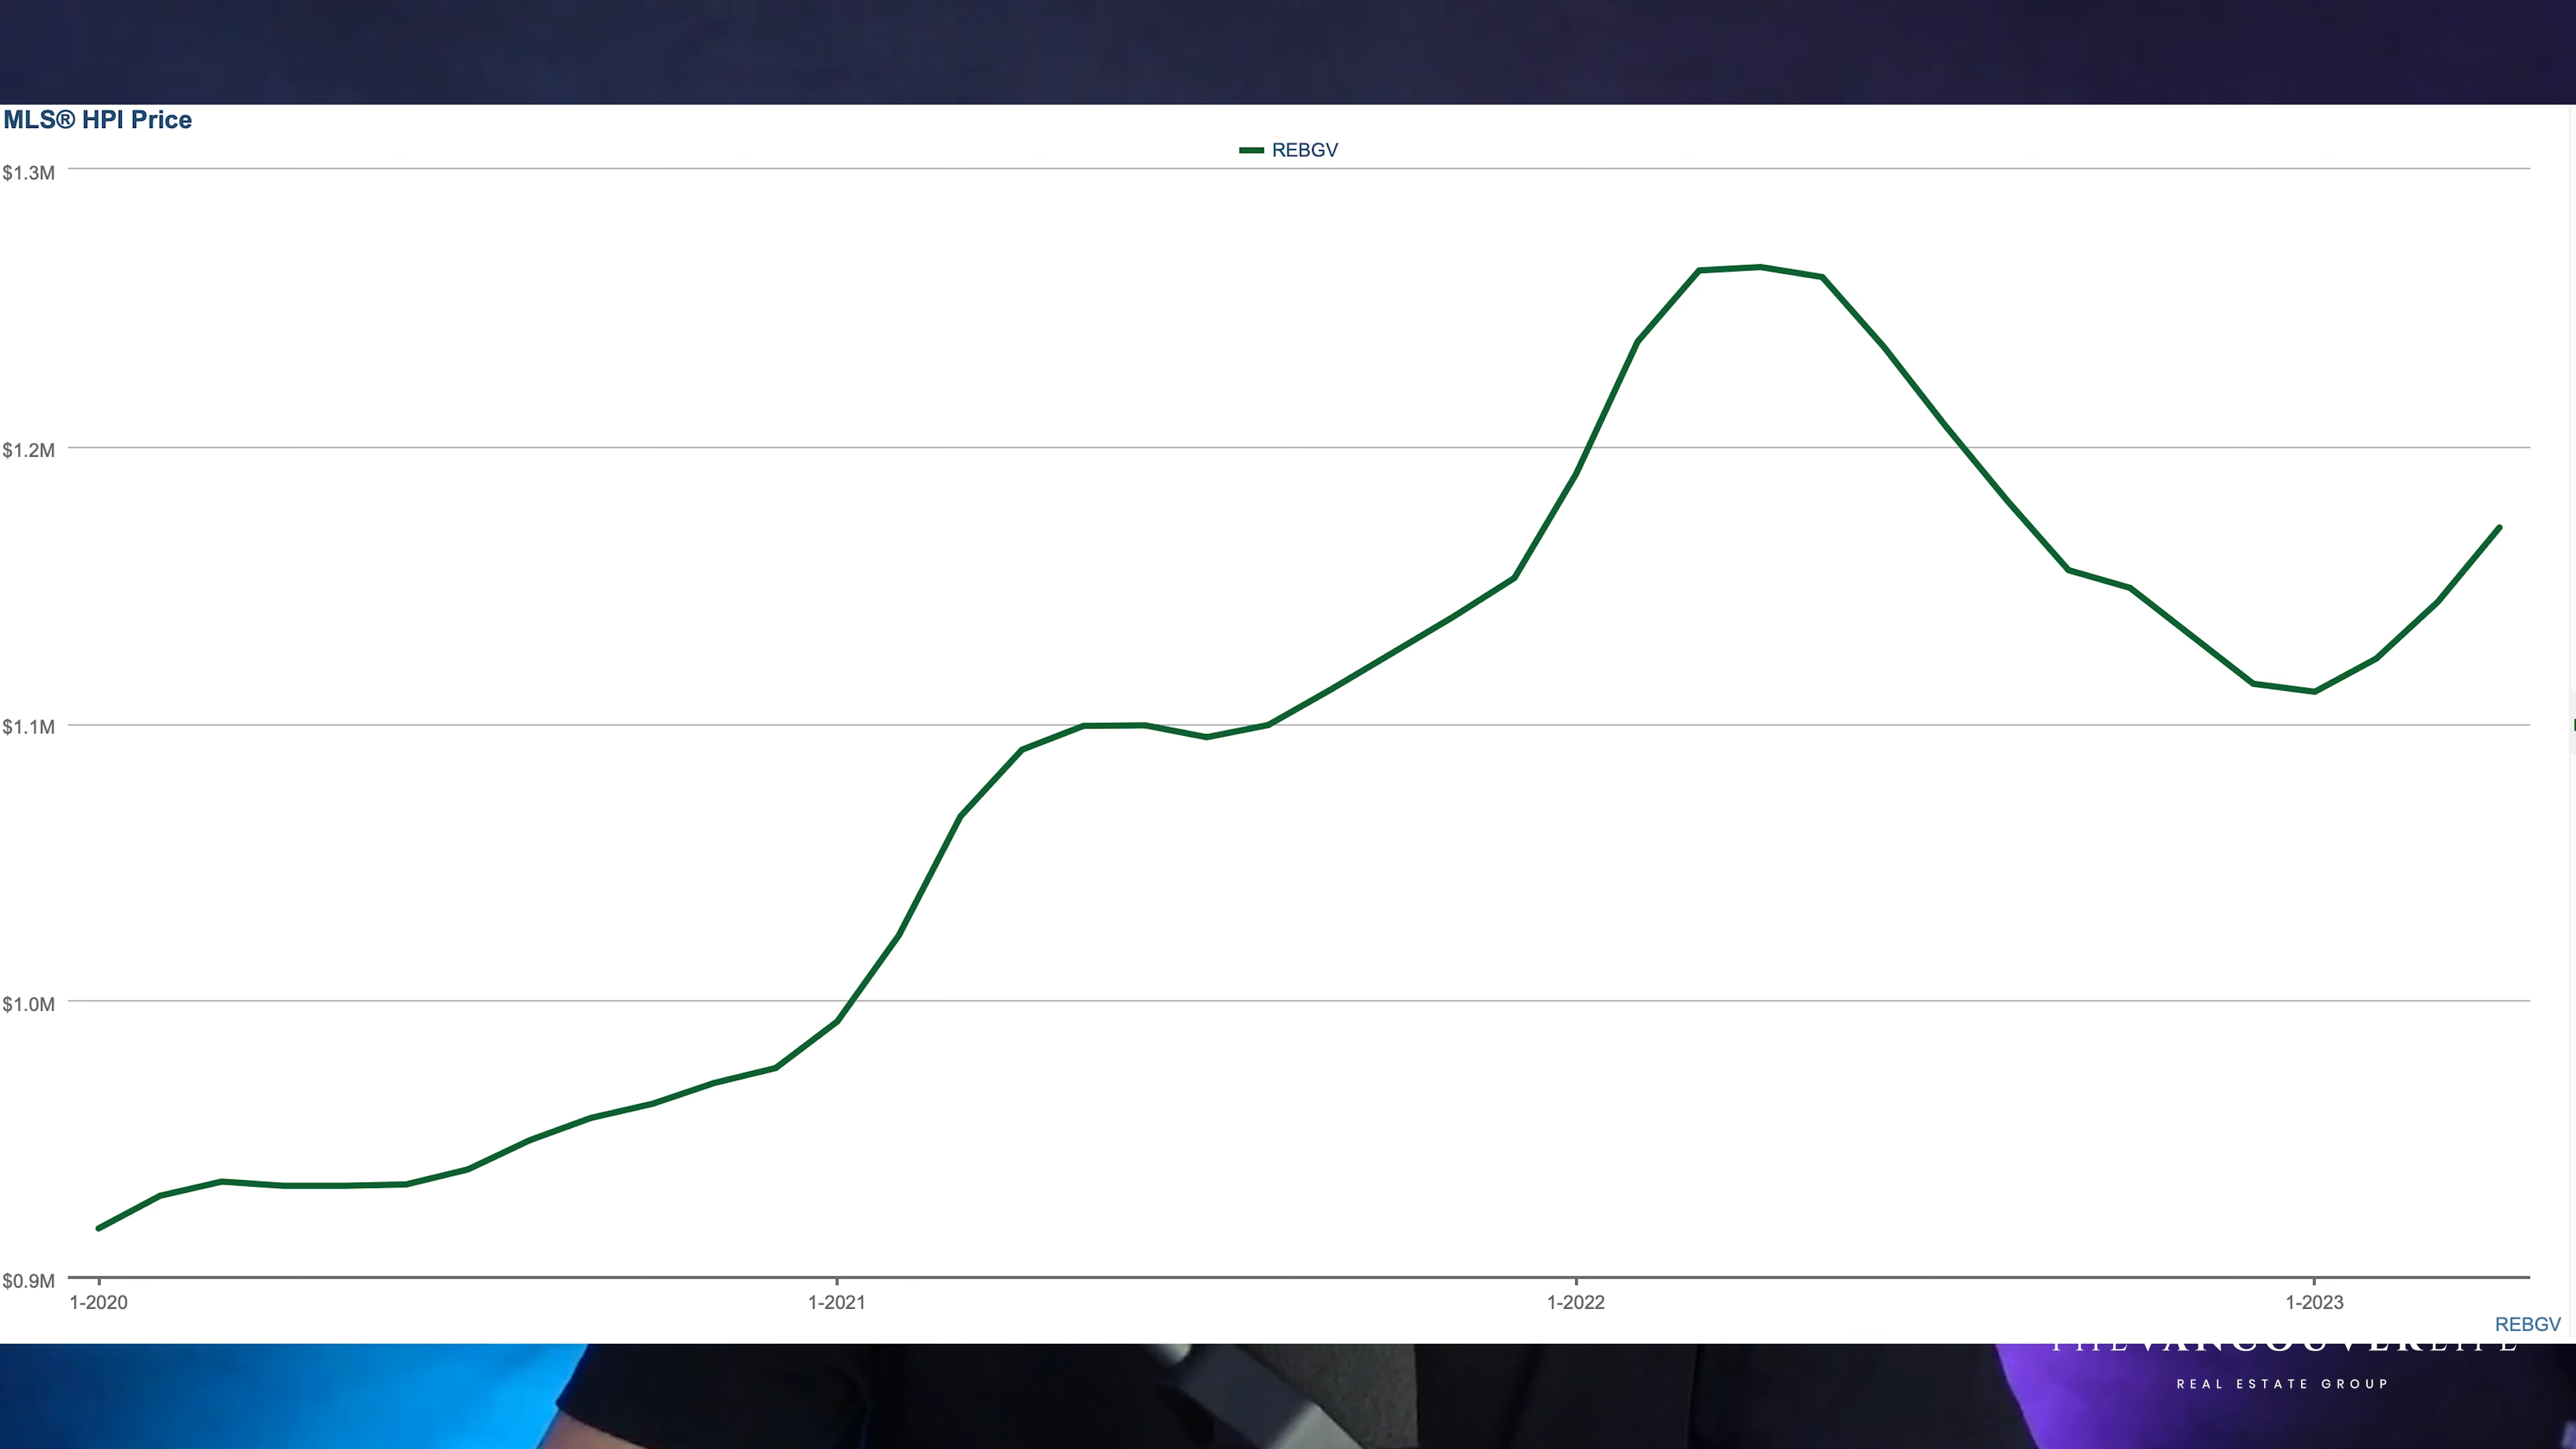 MLS® HPI Price
REBGV
$1.3M
$1.2M
$1.1M
$1.0M
$0.9M
1-2020
1-2021
1-2022
1-2023
REBGV
REAL ESTATE GROUP